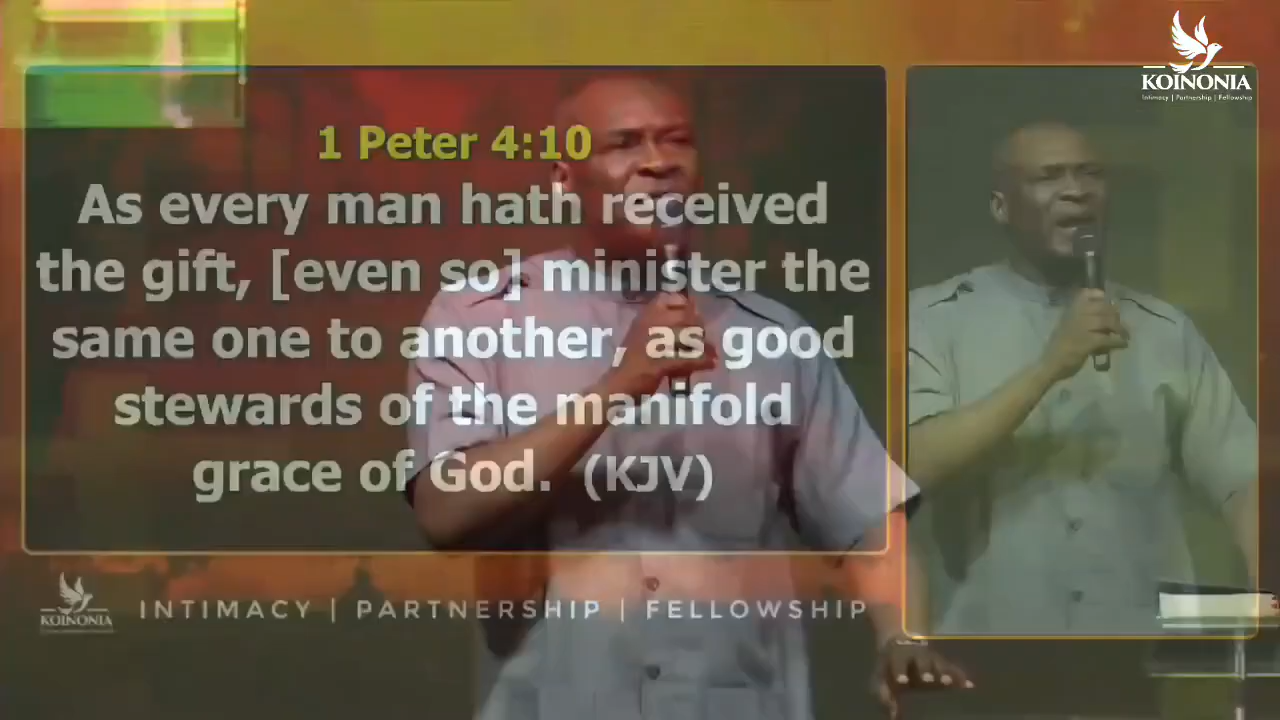 KOINONIA
Intimacy | Partnership | Fellowship
1 Peter 4:10
As every man hath received
the gift, [even so] minister the
same one to another, as good
stewards of the manifold
grace of God. (KJV)
KOINONIA
INTIMACY | PARTNERSHIP | FELLOWSHIP